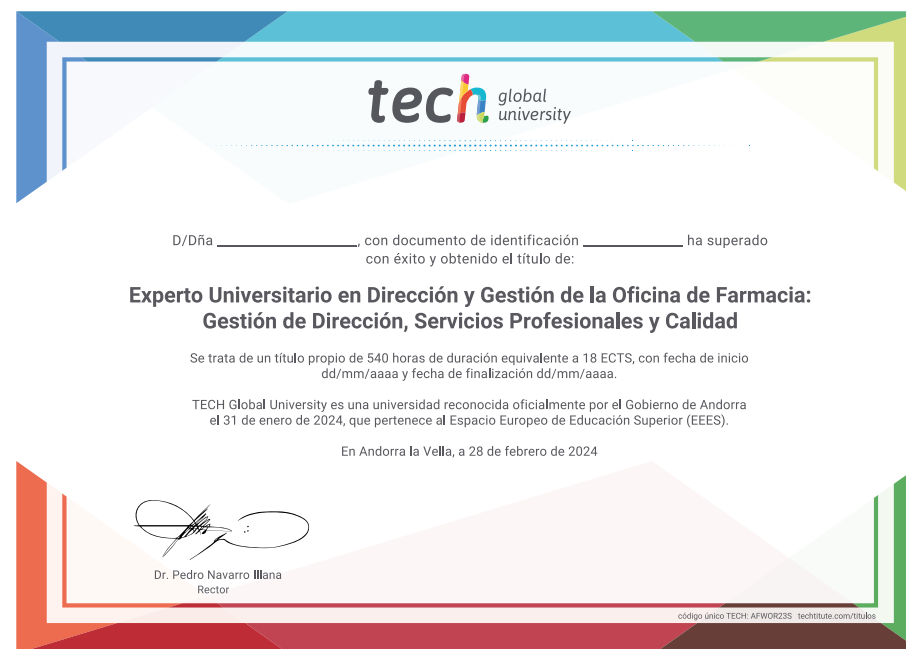 tech global university
D/Dña ____________________, con documento de identificación ______________ ha superado
con éxito y obtenido el título de:
Experto Universitario en Dirección y Gestión de la Oficina de Farmacia:
Gestión de Dirección, Servicios Profesionales y Calidad
Se trata de un título propio de 540 horas de duración equivalente a 18 ECTS, con fecha de inicio
dd/mm/aaaa y fecha de finalización dd/mm/aaaa.
TECH Global University es una universidad reconocida oficialmente por el Gobierno de Andorra
el 31 de enero de 2024, que pertenece al Espacio Europeo de Educación Superior (EEES).
En Andorra la Vella, a 28 de febrero de 2024
Dr. Pedro Navarro Illana
Rector
código único TECH: AFWOR23S techtitute.com/titulos